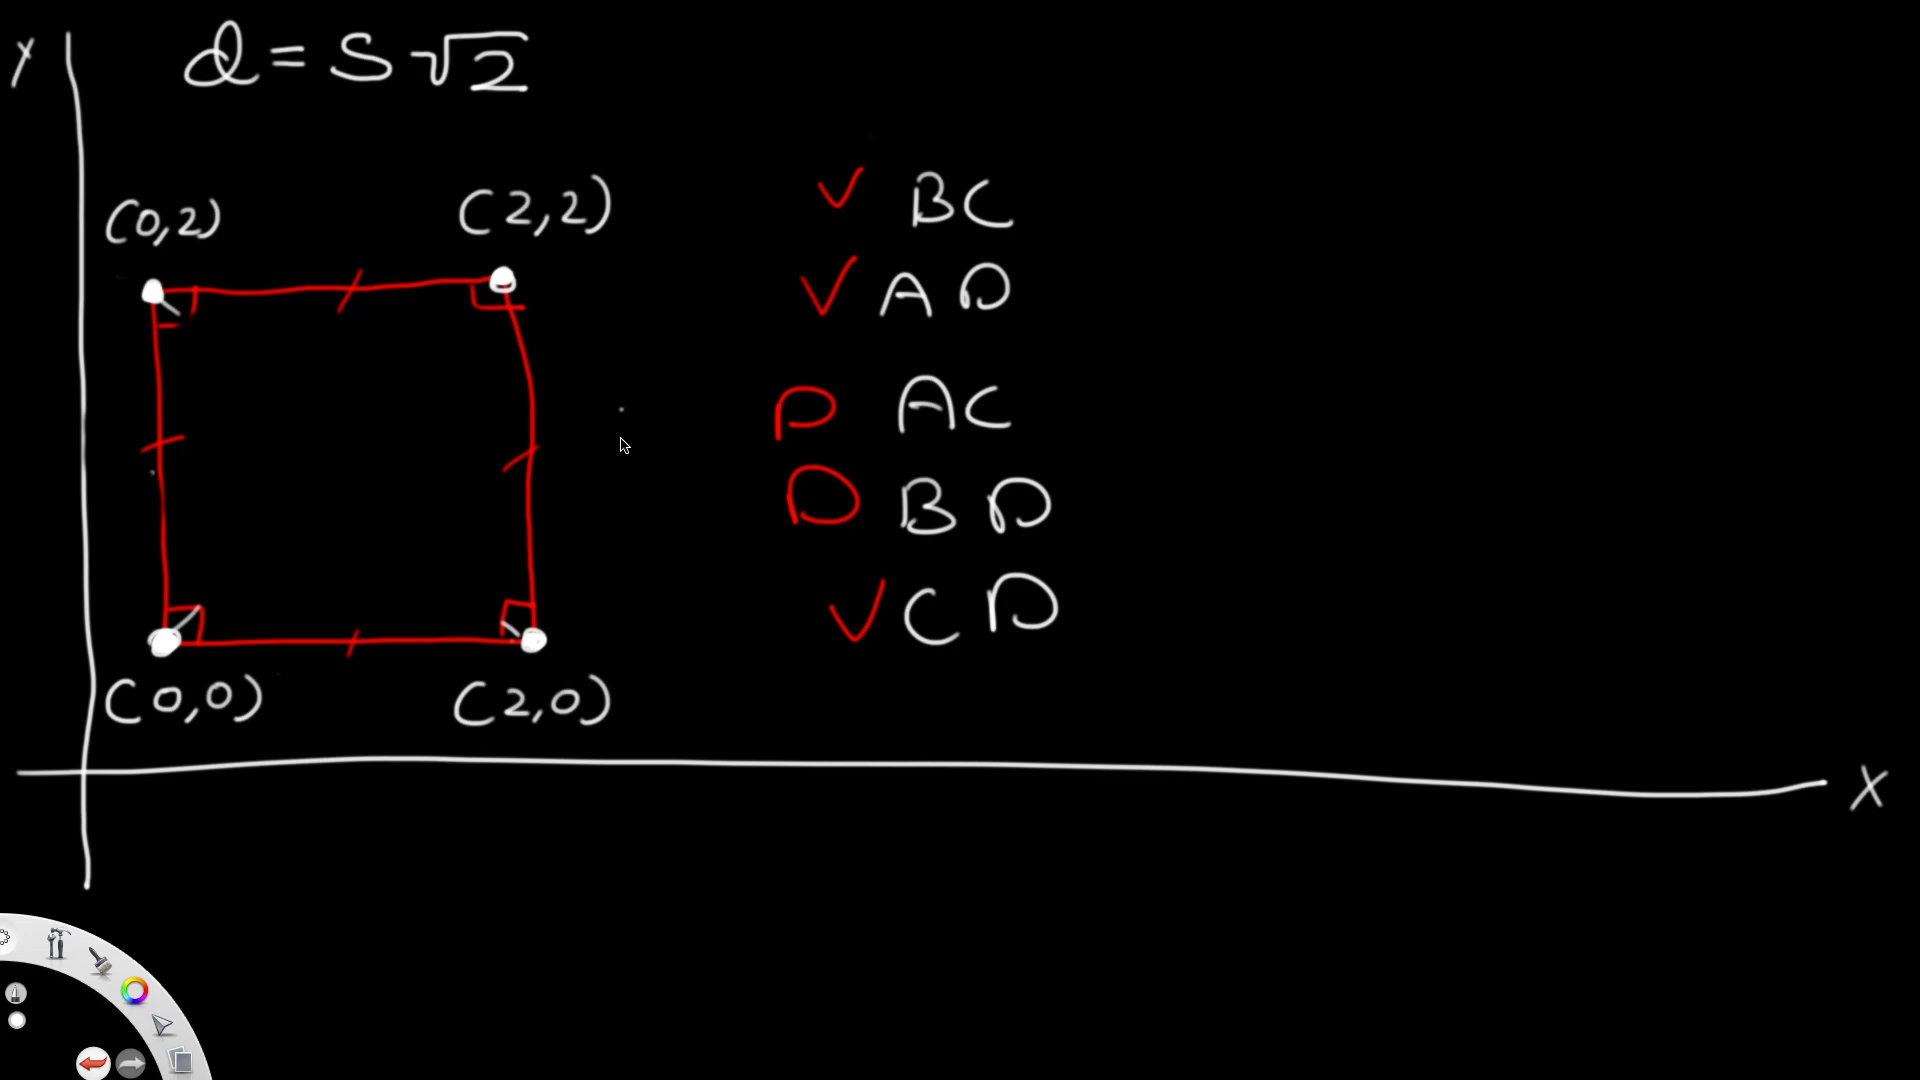 Y
d = S√2
(0,2)
(2,2)
✓ BC
✓ AD
D AC
D BD
✓ CD
(0,0)
(2,0)
X